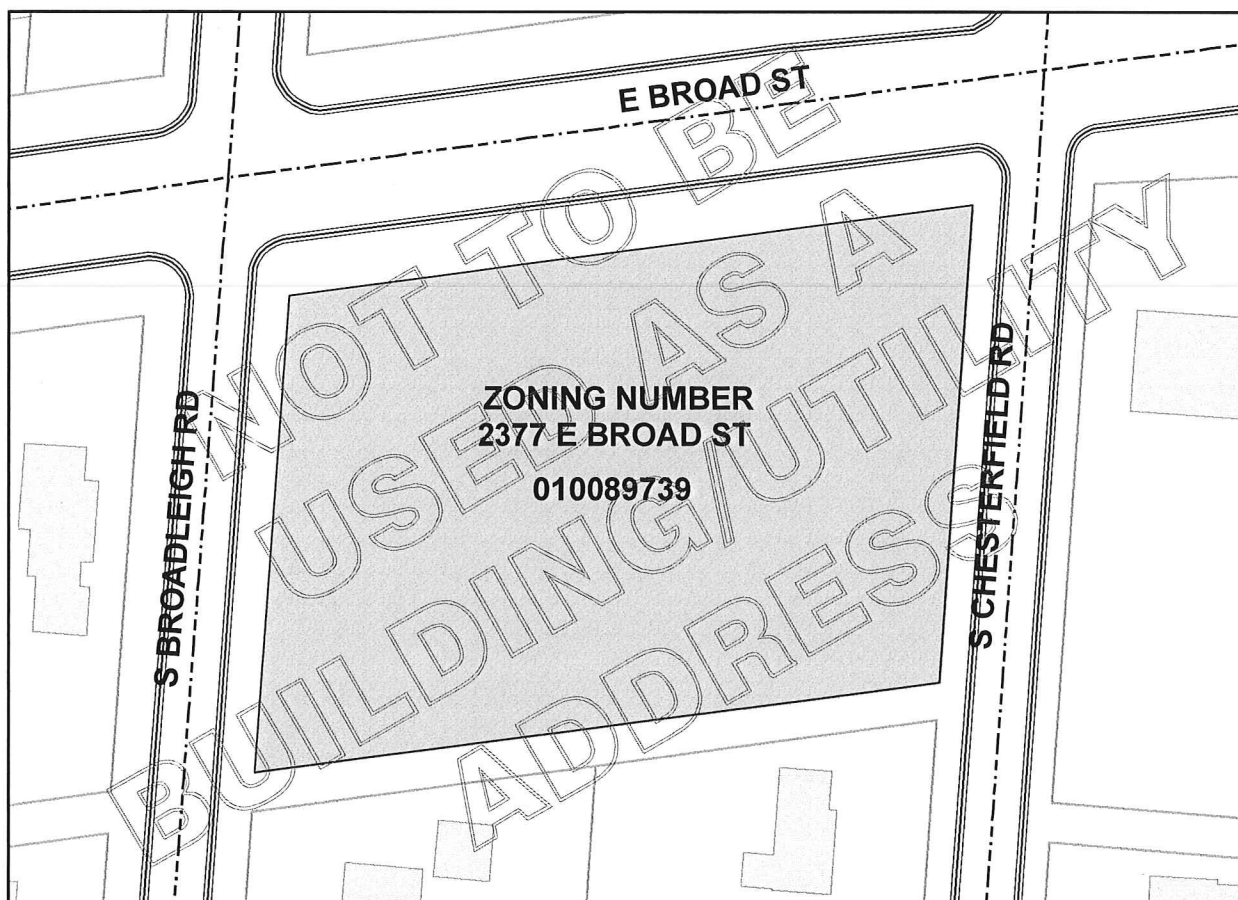 E BROAD ST
NOT TO BE
USED AS A
BUILDING/UTILITY
ADDRESS
ZONING NUMBER
2377 E BROAD ST
010089739
S BROADLEIGH RD
S CHESTERFIELD RD